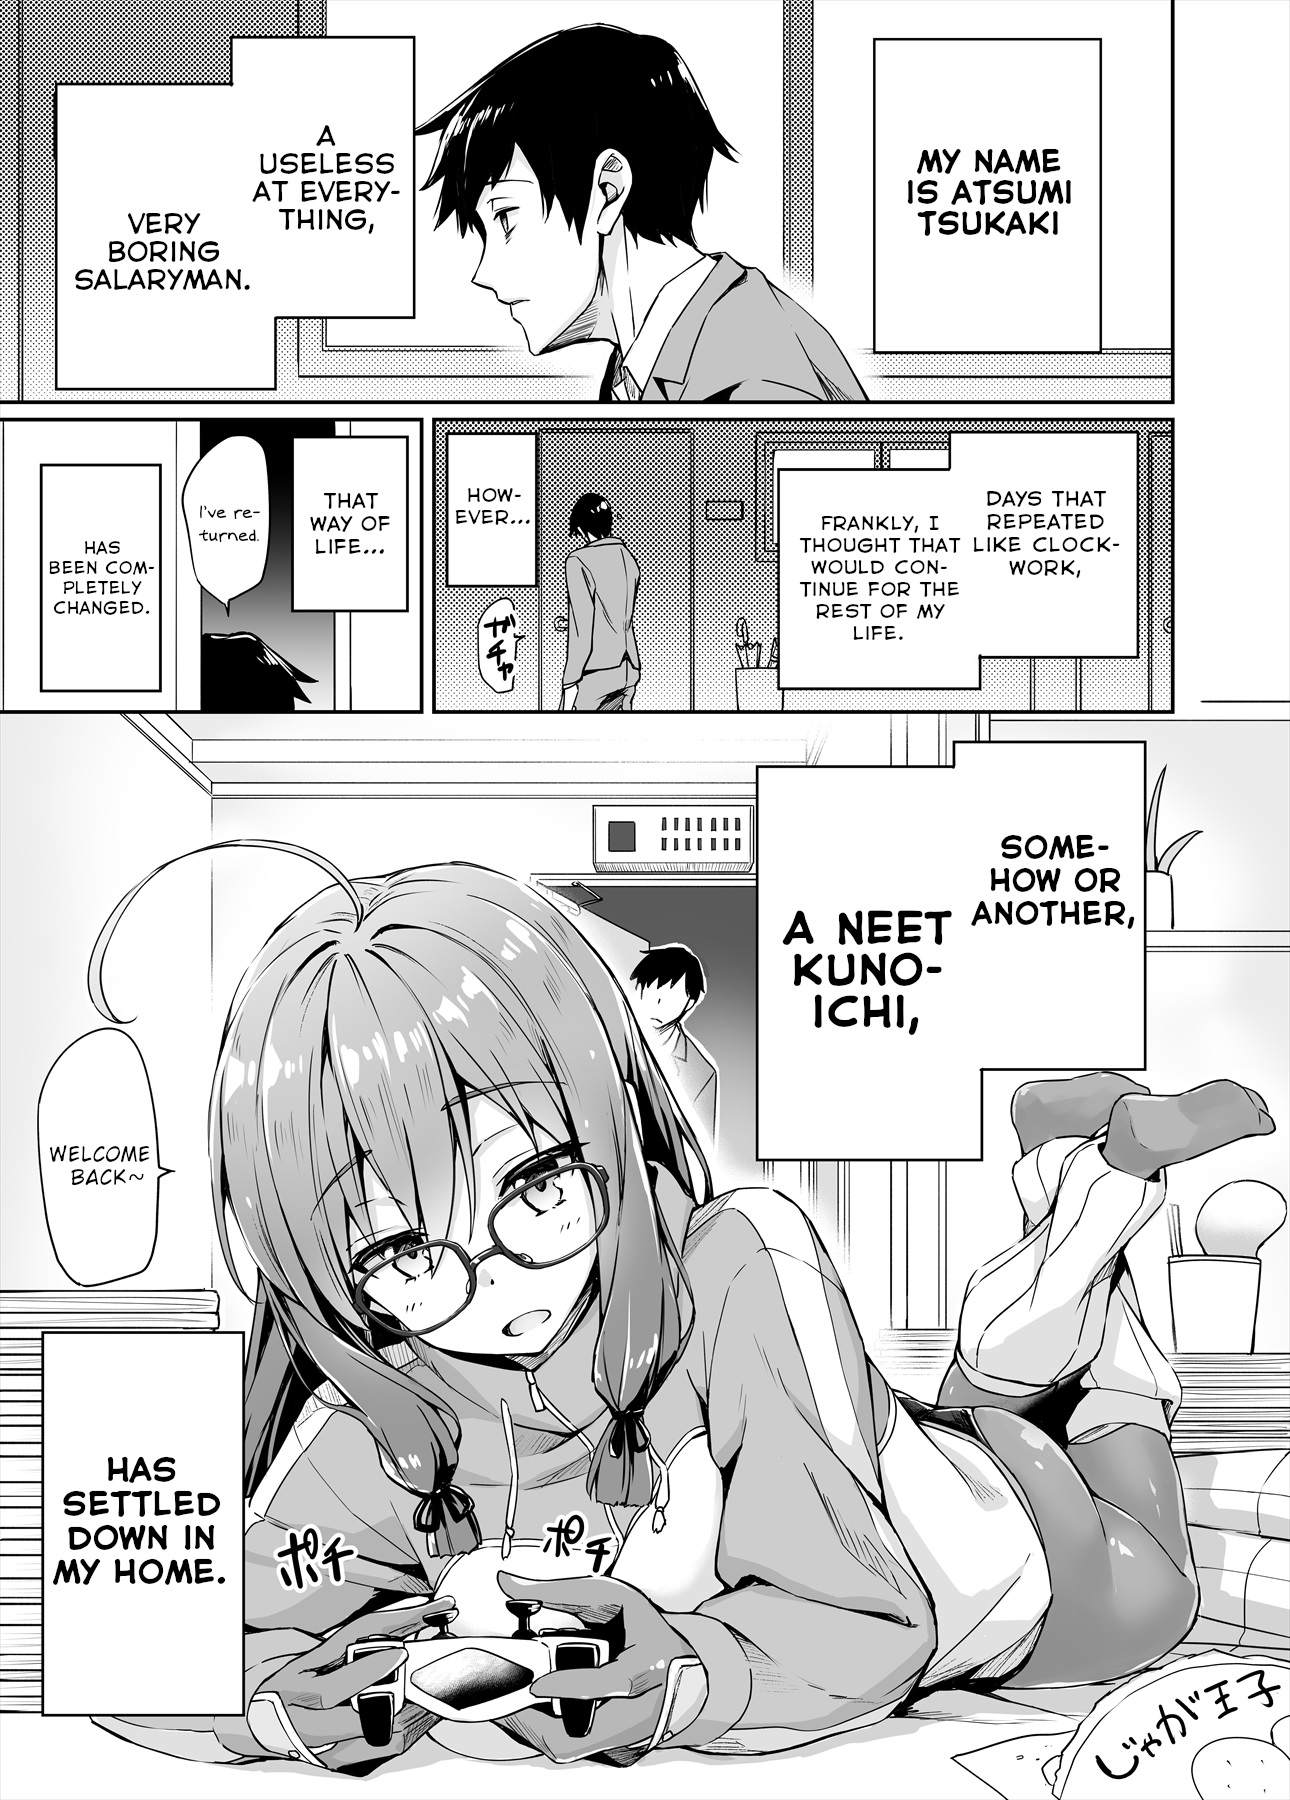 MY NAME
IS ATSUMI
TSUKAKI
A
USELESS
AT EVERY-
THING,
VERY
BORING
SALARYMAN.
DAYS THAT
REPEATED
LIKE CLOCK-
WORK,
FRANKLY, I
THOUGHT THAT
WOULD CON-
TINUE FOR THE
REST OF MY
LIFE.
HOW-
EVER...
ガチャ
THAT
WAY OF
LIFE...
I've re-
turned.
HAS
BEEN COM-
PLETELY
CHANGED.
SOME-
HOW OR
ANOTHER,
A NEET
KUNO-
ICHI,
WELCOME
BACK~
HAS
SETTLED
DOWN IN
MY HOME.
ポチ
ポチ
じゃが王子